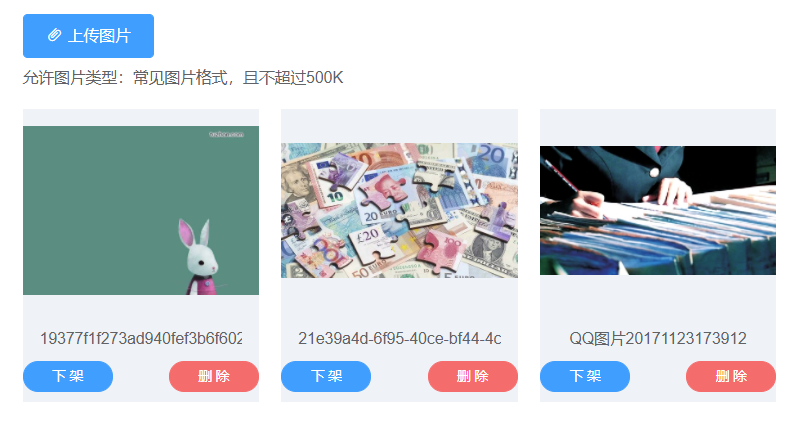 上传图片
允许图片类型：常见图片格式，且不超过500K
19377f1f273ad940fef3b6f602
21e39a4d-6f95-40ce-bf44-4c
QQ图片20171123173912
下架
删除
下架
删除
下架
删除